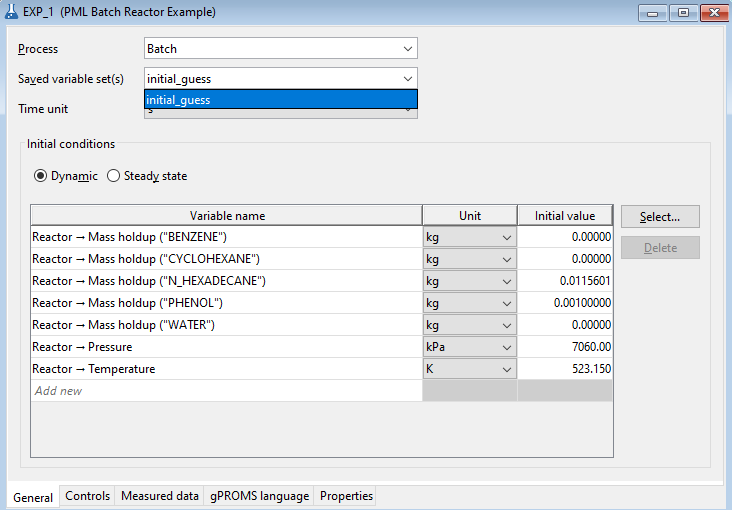 EXP_1 (PML Batch Reactor Example)
Process Batch
Saved variable set(s) initial_guess
initial_guess
Time unit s
Initial conditions
Dynamic Steady state
Variable name Unit Initial value Select...
Reactor → Mass holdup ("BENZENE") kg 0.00000 Delete
Reactor → Mass holdup ("CYCLOHEXANE") kg 0.00000
Reactor → Mass holdup ("N_HEXADECANE") kg 0.0115601
Reactor → Mass holdup ("PHENOL") kg 0.00100000
Reactor → Mass holdup ("WATER") kg 0.00000
Reactor → Pressure kPa 7060.00
Reactor → Temperature K 523.150
Add new
General Controls Measured data gPROMS language Properties